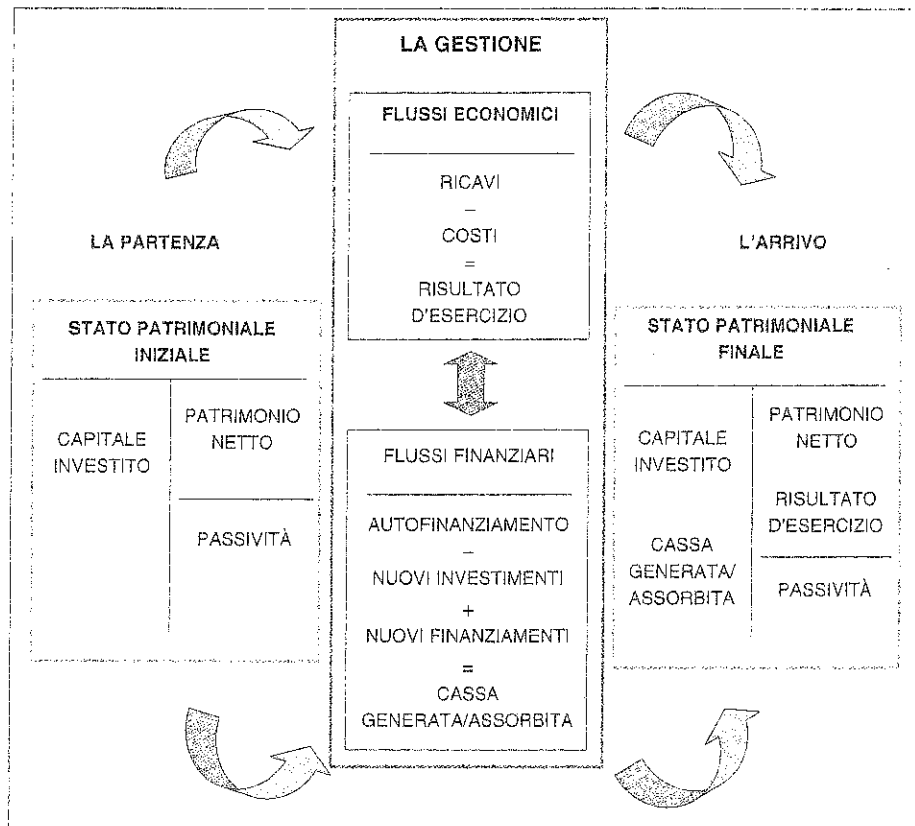 LA GESTIONE
FLUSSI ECONOMICI
RICAVI
–
COSTI
=
RISULTATO
D'ESERCIZIO
LA PARTENZA
STATO PATRIMONIALE
INIZIALE
CAPITALE
INVESTITO
PATRIMONIO
NETTO
PASSIVITÀ
FLUSSI FINANZIARI
AUTOFINANZIAMENTO
–
NUOVI INVESTIMENTI
+
NUOVI FINANZIAMENTI
=
CASSA
GENERATA/ASSORBITA
L'ARRIVO
STATO PATRIMONIALE
FINALE
CAPITALE
INVESTITO
CASSA
GENERATA/
ASSORBITA
PATRIMONIO
NETTO
RISULTATO
D'ESERCIZIO
PASSIVITÀ